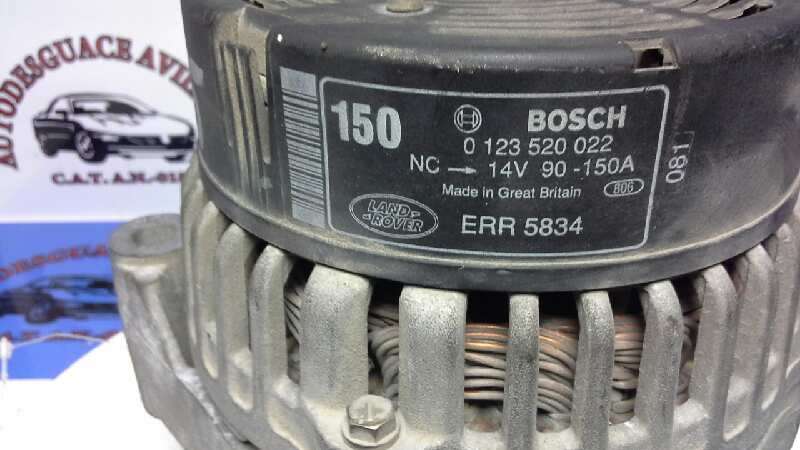 AUTODESGUACE
C.A.T. A.N.-01
150
BOSCH
0 123 520 022
NC → 14V 90-150A
Made in Great Britain
806
081
LAND-
-ROVER
ERR 5834